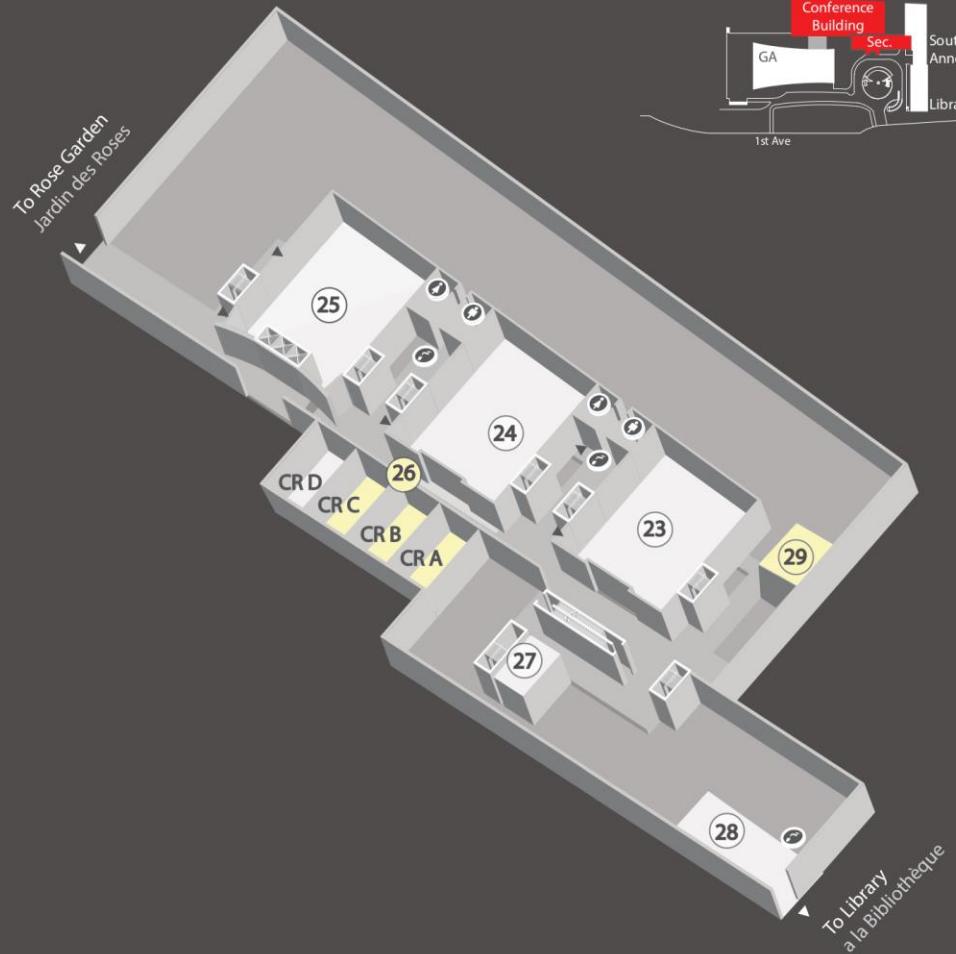 Conference
Building
Sec.
GA
1st Ave
To Rose Garden
Jardin des Roses
25
24
26
23
29
CR D
CR C
CR B
CR A
27
28
To Library
a la Bibliothèque